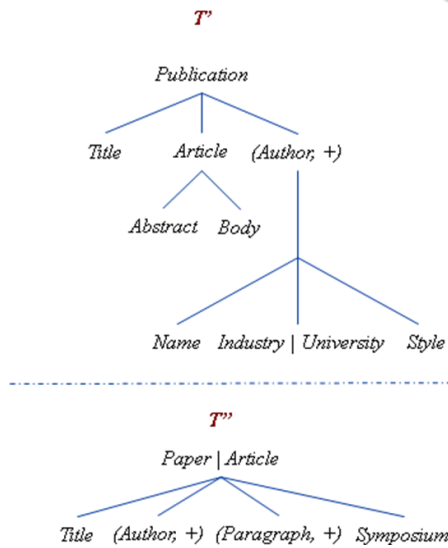 T'
Publication
Title Article (Author, +)
Abstract Body
Name Industry | University Style
T"
Paper | Article
Title (Author, +) (Paragraph, +) Symposium